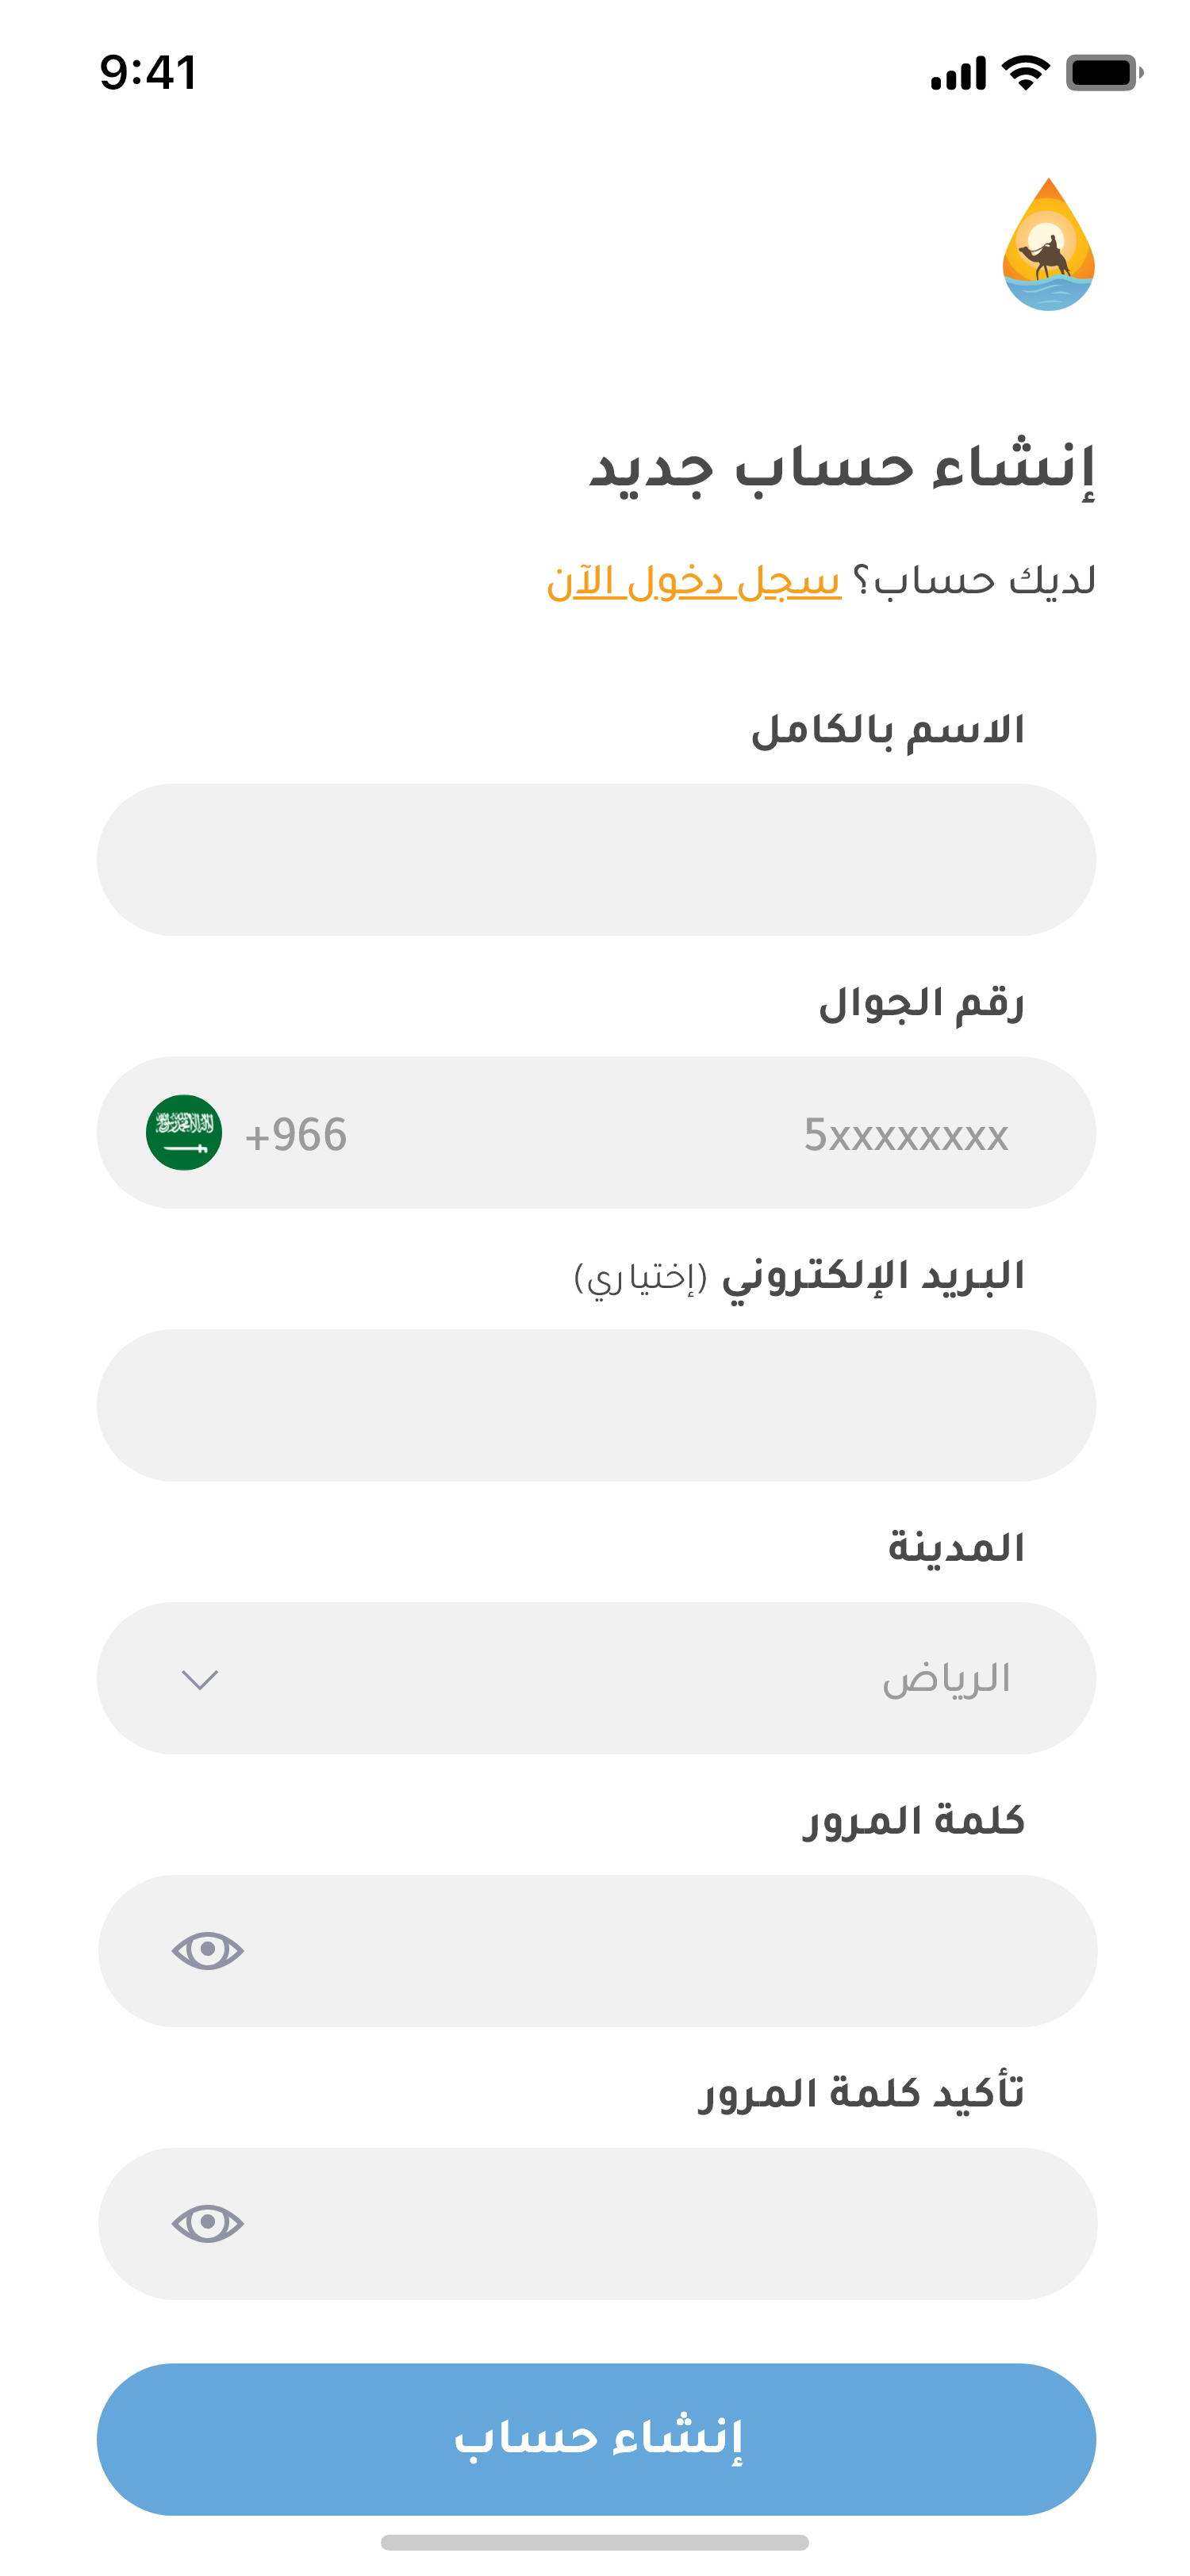 9:41
إنشاء حساب جديد
لديك حساب؟ سجل دخول الآن
الاسم بالكامل
رقم الجوال
5xxxxxxxx +966
البريد الإلكتروني (إختياري)
المدينة
الرياض
كلمة المرور
تأكيد كلمة المرور
إنشاء حساب